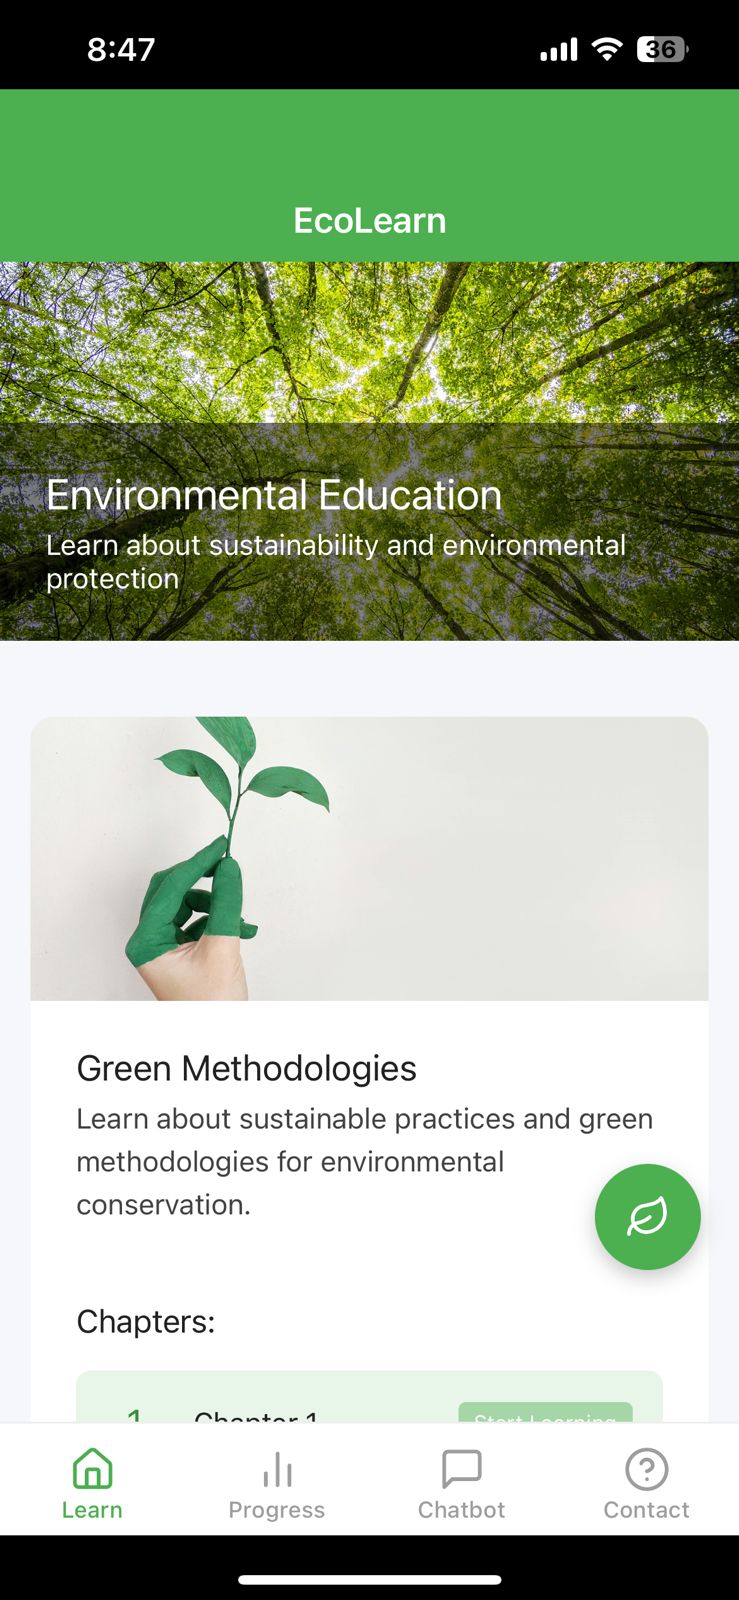 8:47
36
EcoLearn
Environmental Education
Learn about sustainability and environmental
protection
Green Methodologies
Learn about sustainable practices and green
methodologies for environmental
conservation.
Chapters:
1 Chapter 1 Start Learning
Learn Progress Chatbot Contact